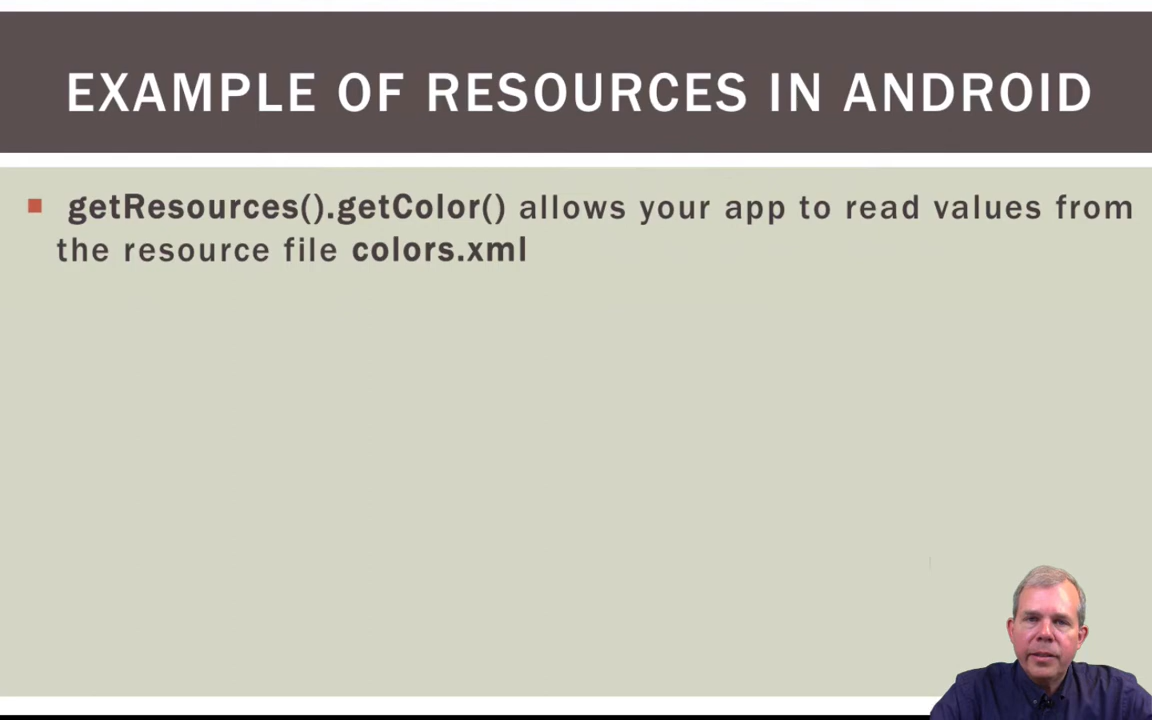 EXAMPLE OF RESOURCES IN ANDROID
getResources().getColor() allows your app to read values from
the resource file colors.xml